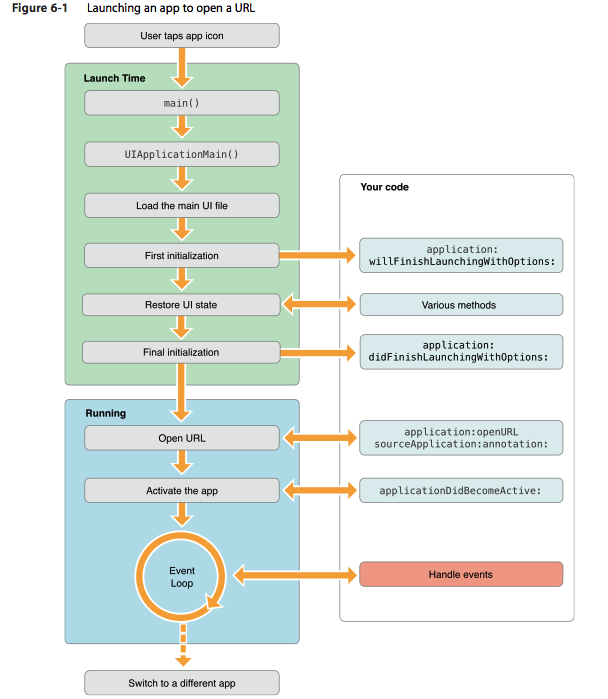 Figure 6-1 Launching an app to open a URL
User taps app icon
Launch Time
main()
UIApplicationMain()
Load the main UI file
First initialization
Restore UI state
Final initialization
Running
Open URL
Activate the app
Event
Loop
Switch to a different app
Your code
application:
willFinishLaunchingWithOptions:
Various methods
application:
didFinishLaunchingWithOptions:
application:openURL
sourceApplication:annotation:
applicationDidBecomeActive:
Handle events